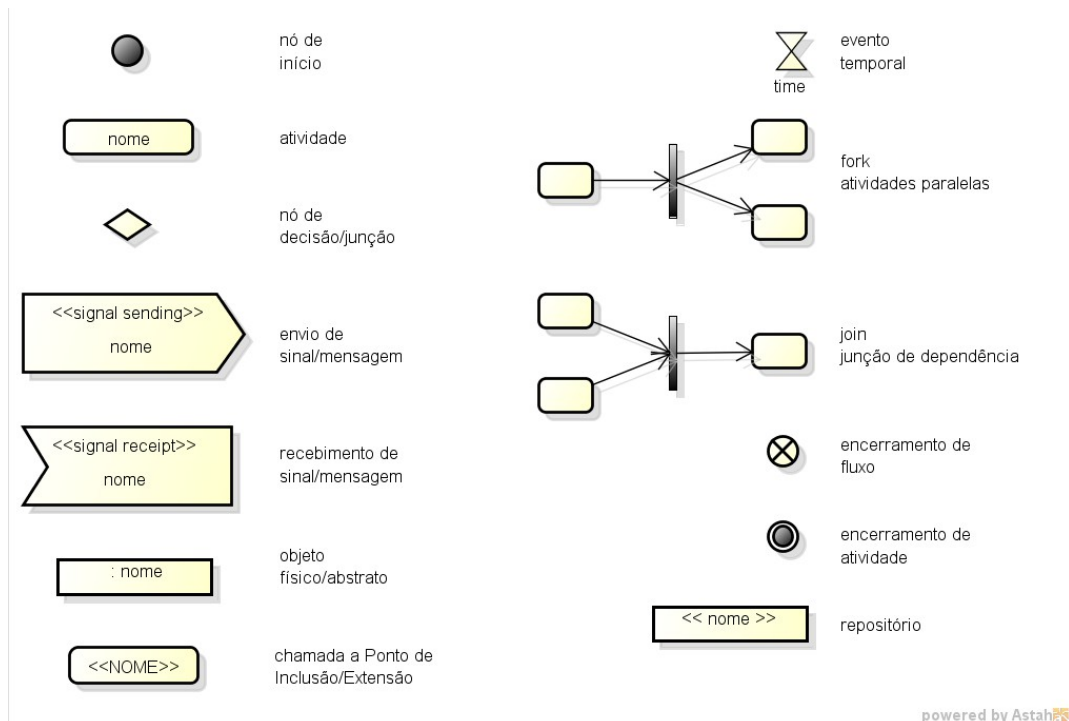 nó de
início
nome
atividade
nó de
decisão/junção
<<signal sending>>
nome
envio de
sinal/mensagem
<<signal receipt>>
nome
recebimento de
sinal/mensagem
: nome
objeto
físico/abstrato
<<NOME>>
chamada a Ponto de
Inclusão/Extensão
time
evento
temporal
fork
atividades paralelas
join
junção de dependência
encerramento de
fluxo
encerramento de
atividade
<< nome >>
repositório
powered by Astah